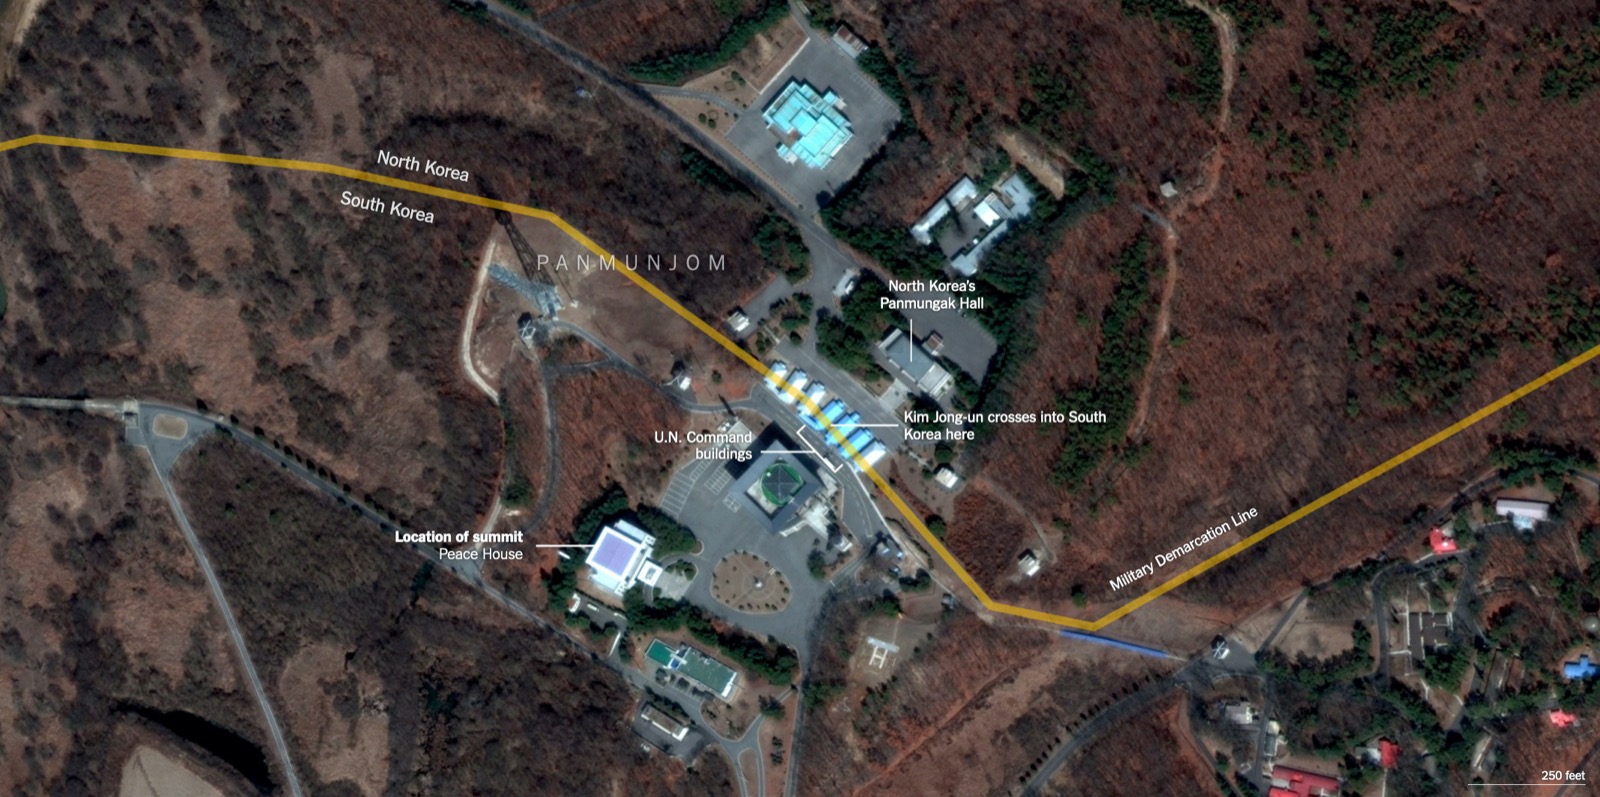 North Korea
South Korea
PANMUNJOM
North Korea's
Panmungak Hall
Kim Jong-un crosses into South
Korea here
U.N. Command
buildings
Location of summit
Peace House
Military Demarcation Line
250 feet